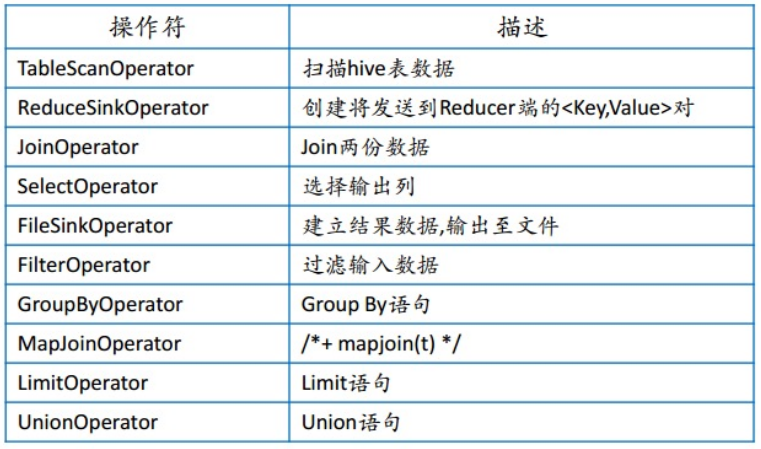 操作符 描述
TableScanOperator 扫描hive表数据
ReduceSinkOperator 创建将发送到Reducer端的<Key,Value>对
JoinOperator Join两份数据
SelectOperator 选择输出列
FileSinkOperator 建立结果数据,输出至文件
FilterOperator 过滤输入数据
GroupByOperator Group By语句
MapJoinOperator /*+ mapjoin(t) */
LimitOperator Limit语句
UnionOperator Union语句